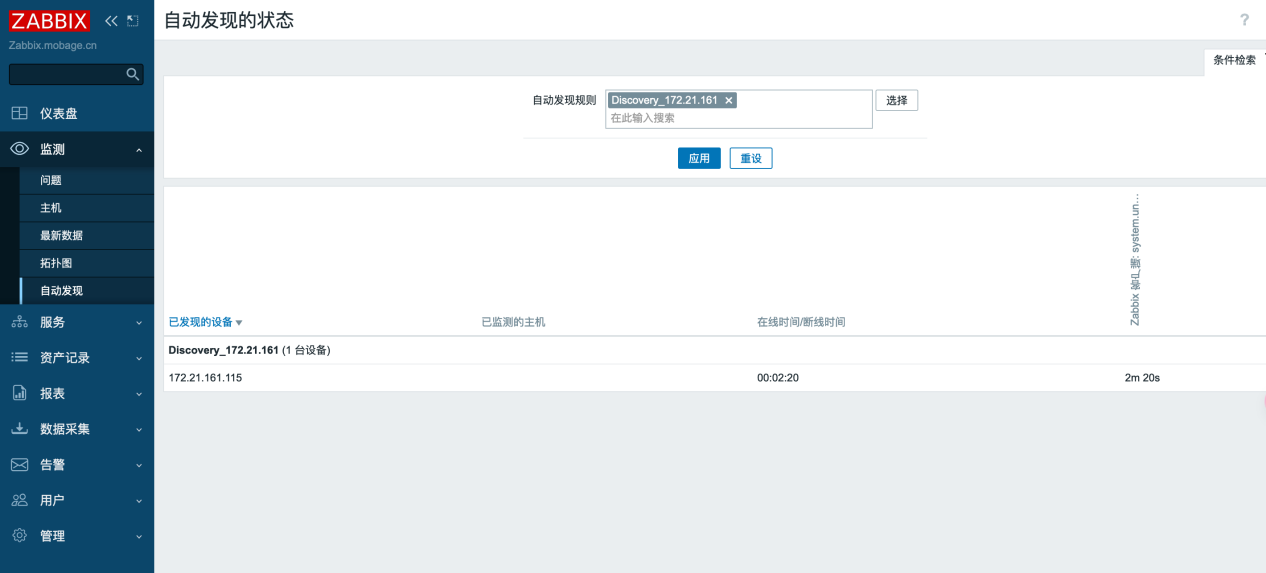 ZABBIX
Zabbix.mobage.cn
仪表盘
监测
问题
主机
最新数据
拓扑图
自动发现
服务
资产记录
报表
数据采集
告警
用户
管理
自动发现的状态
?
条件检索
自动发现规则
Discovery_172.21.161 ×
在此输入搜索
选择
应用
重设
已发现的设备
已监测的主机
在线时间/断线时间
Zabbix 客户端: system.un...
Discovery_172.21.161 (1 台设备)
172.21.161.115 00:02:20 2m 20s